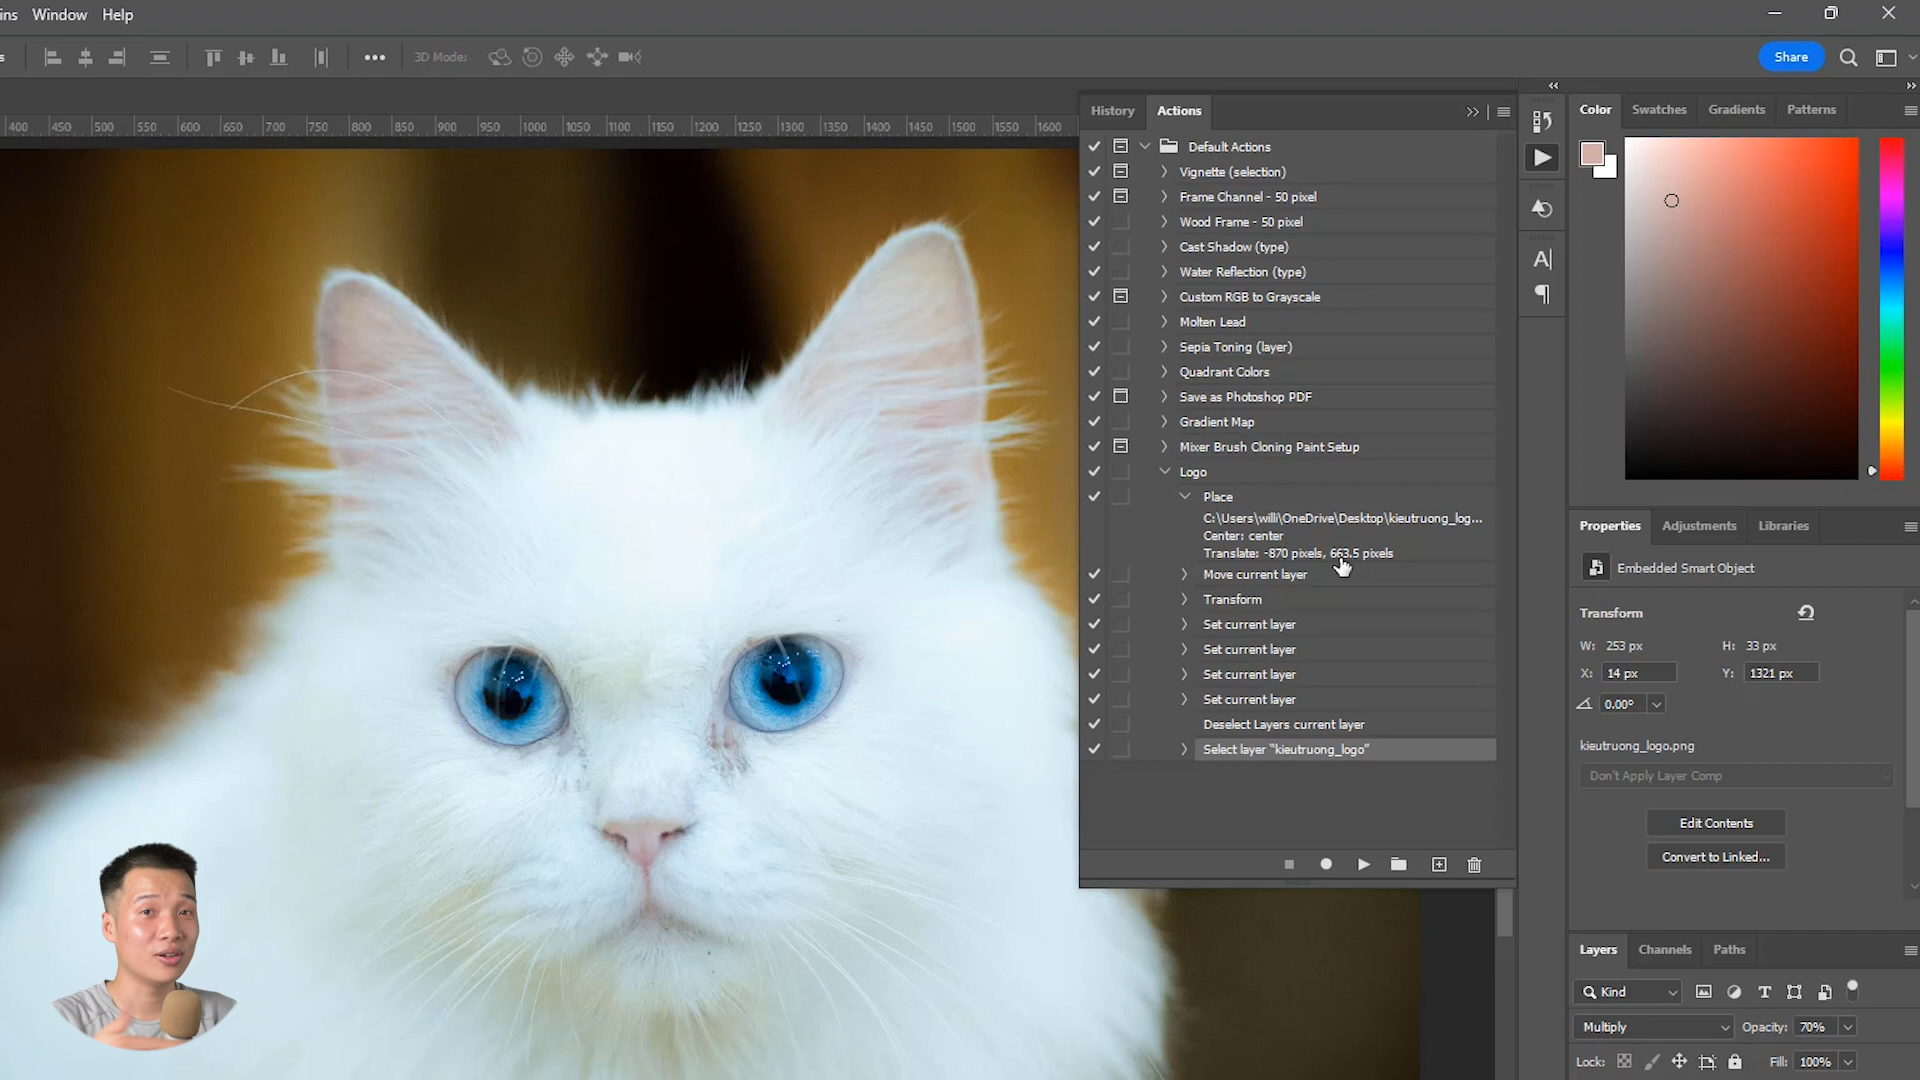 ins Window Help
s
3D Mode:
Share
400 450 500 550 600 650 700 750 800 850 900 950 1000 1050 1100 1150 1200 1250 1300 1350 1400 1450 1500 1550 1600
History Actions
Default Actions
Vignette (selection)
Frame Channel - 50 pixel
Wood Frame - 50 pixel
Cast Shadow (type)
Water Reflection (type)
Custom RGB to Grayscale
Molten Lead
Sepia Toning (layer)
Quadrant Colors
Save as Photoshop PDF
Gradient Map
Mixer Brush Cloning Paint Setup
Logo
Place
C:\Users\willi\OneDrive\Desktop\kieutruong_log...
Center: center
Translate: -870 pixels, 663.5 pixels
Move current layer
Transform
Set current layer
Set current layer
Set current layer
Set current layer
Deselect Layers current layer
Select layer "kieutruong_logo"
Color Swatches Gradients Patterns
Properties Adjustments Libraries
Embedded Smart Object
Transform
W: 253 px H: 33 px
X: 14 px Y: 1321 px
0.00°
kieutruong_logo.png
Don't Apply Layer Comp
Edit Contents
Convert to Linked...
Layers Channels Paths
Kind
Multiply Opacity: 70%
Lock: Fill: 100%